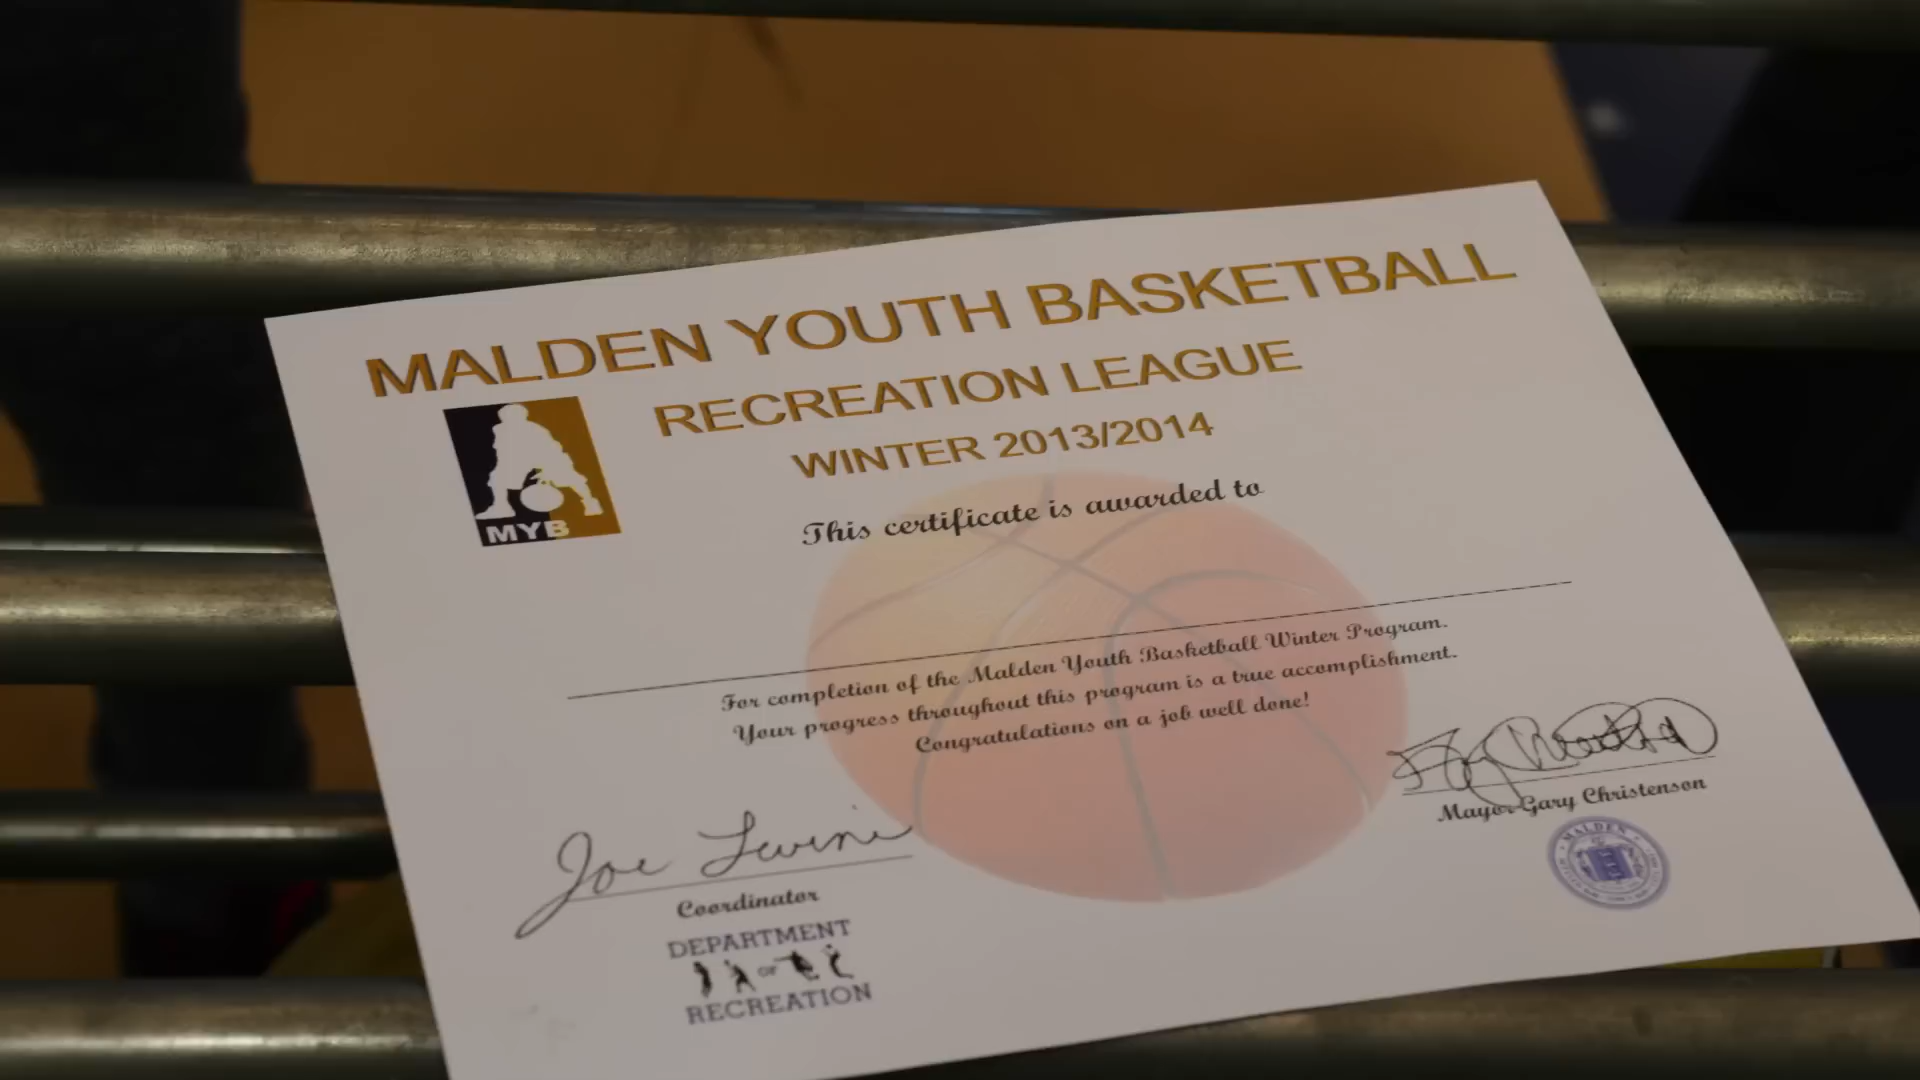 MALDEN YOUTH BASKETBALL
RECREATION LEAGUE
WINTER 2013/2014
MYB
This certificate is awarded to
For completion of the Malden Youth Basketball Winter Program.
Your progress throughout this program is a true accomplishment.
Congratulations on a job well done!
Mayor Gary Christenson
MALDEN
Joe Levine
Coordinator
DEPARTMENT
OF
RECREATION